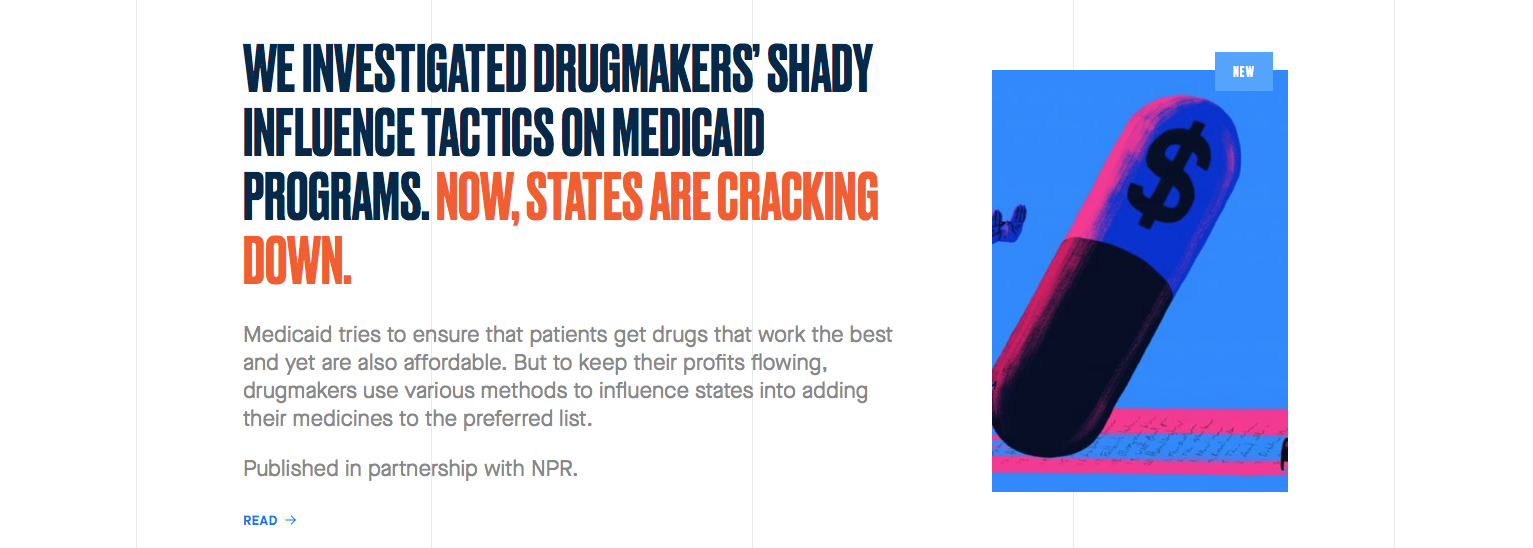 WE INVESTIGATED DRUGMAKERS’ SHADY
INFLUENCE TACTICS ON MEDICAID
PROGRAMS. NOW, STATES ARE CRACKING
DOWN.
Medicaid tries to ensure that patients get drugs that work the best
and yet are also affordable. But to keep their profits flowing,
drugmakers use various methods to influence states into adding
their medicines to the preferred list.
Published in partnership with NPR.
READ →
NEW
$